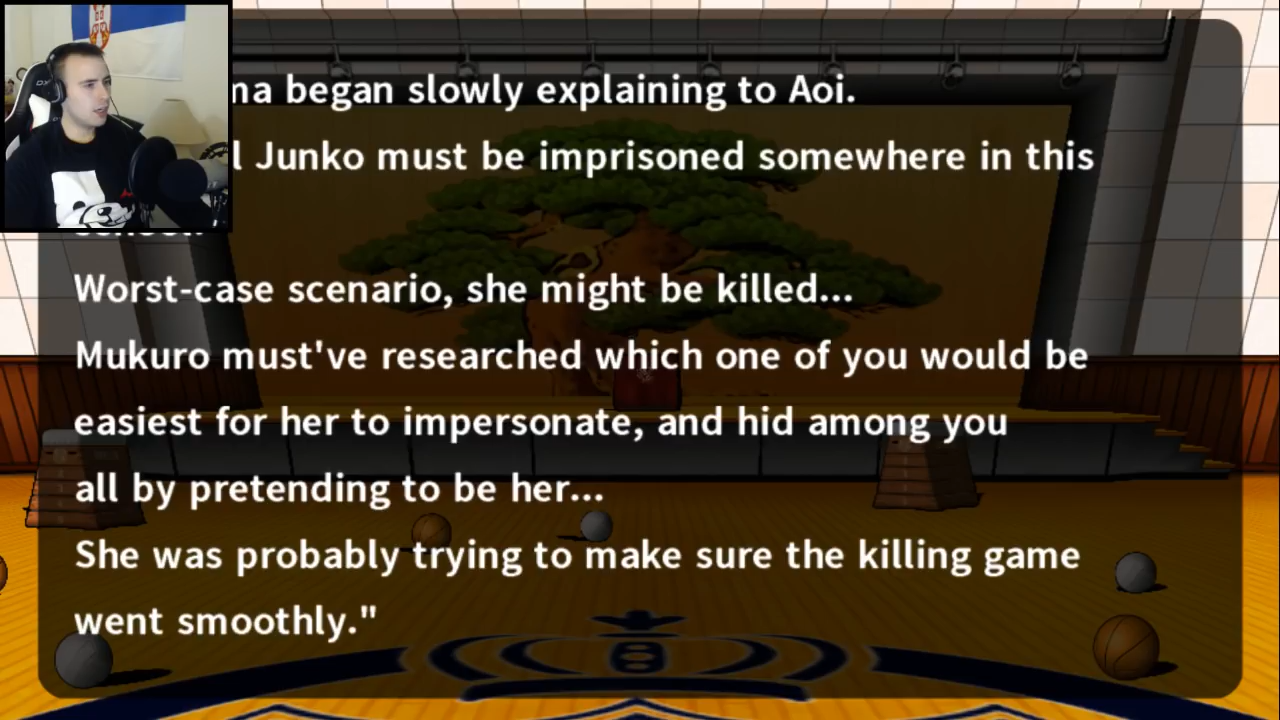 ma began slowly explaining to Aoi.
l Junko must be imprisoned somewhere in this
Worst-case scenario, she might be killed...
Mukuro must've researched which one of you would be
easiest for her to impersonate, and hid among you
all by pretending to be her...
She was probably trying to make sure the killing game
went smoothly."